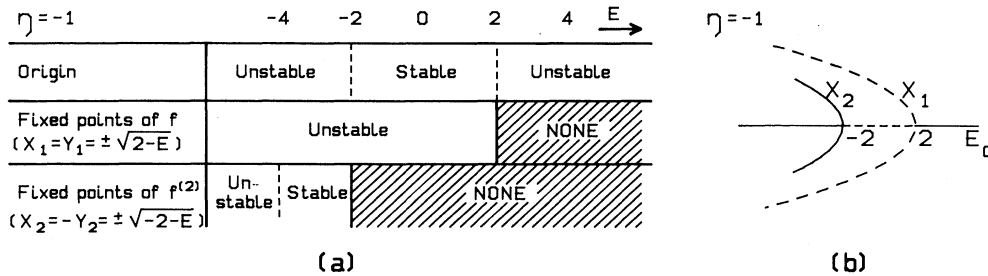 η=-1 -4 -2 0 2 4 E
Origin Unstable Stable Unstable
Fixed points of f
(X₁=Y₁=±√2-E) Unstable NONE
Fixed points of f⁽²⁾ Un-
stable Stable NONE
(X₂=-Y₂=±√-2-E)
(a)
η=-1
X₂ X₁
-2 2 E
(b)